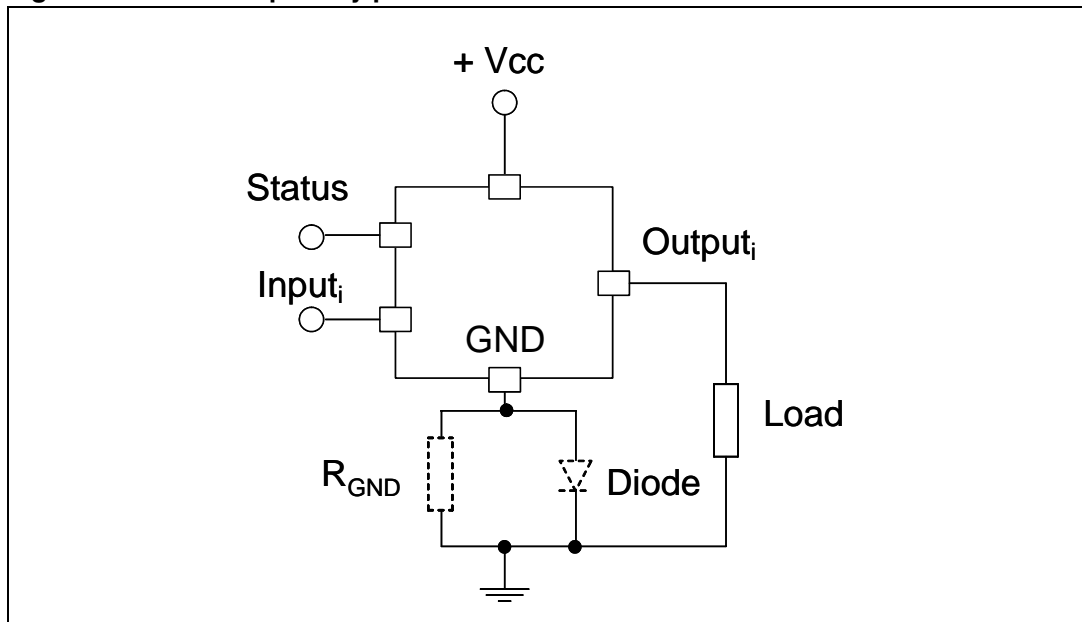 + Vcc
Status
Outputᵢ
Inputᵢ
GND
Load
R_GND
Diode